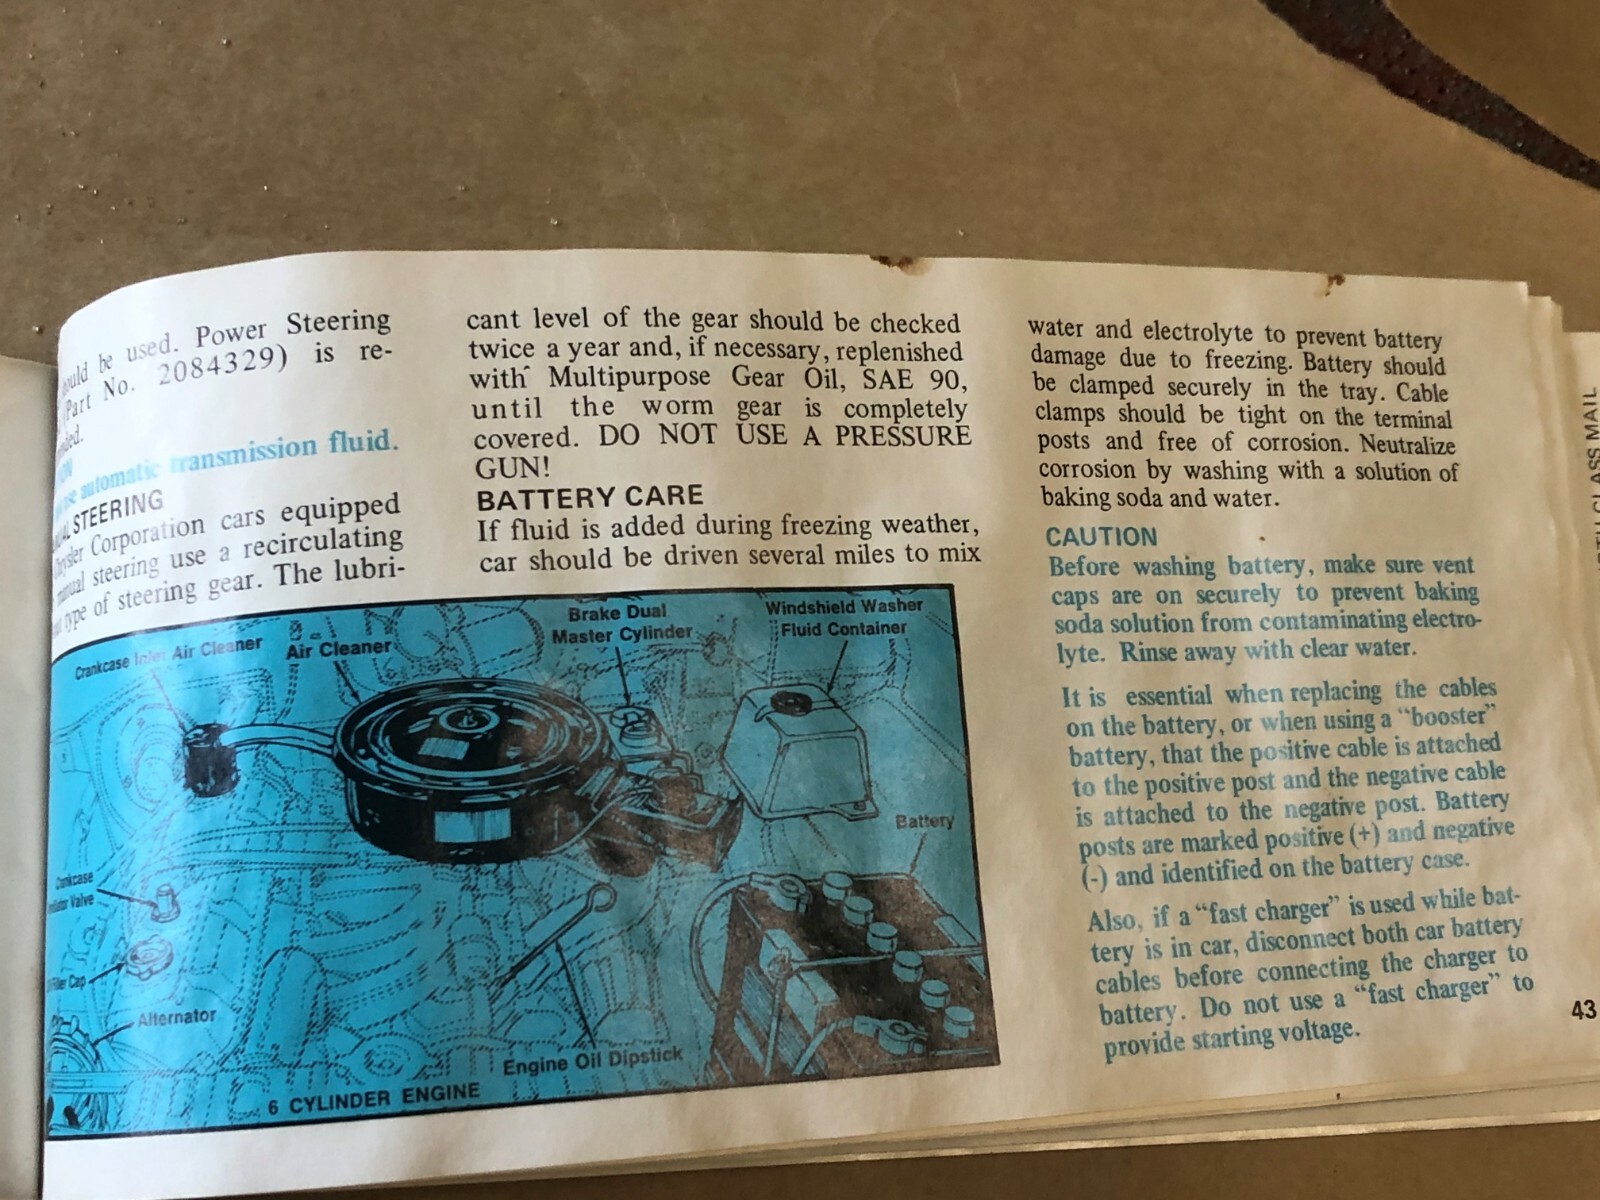 be used. Power Steering
Part No. 2084329) is re-
automatic transmission fluid.
STEERING
Corporation cars equipped
steering use a recirculating
type of steering gear. The lubri-
cant level of the gear should be checked
twice a year and, if necessary, replenished
with Multipurpose Gear Oil, SAE 90,
until the worm gear is completely
covered. DO NOT USE A PRESSURE
GUN!
BATTERY CARE
If fluid is added during freezing weather,
car should be driven several miles to mix
Crankcase Inlet Air Cleaner
Air Cleaner
Brake Dual
Master Cylinder
Windshield Washer
Fluid Container
Battery
Valve
Cap
Alternator
Engine Oil Dipstick
6 CYLINDER ENGINE
water and electrolyte to prevent battery
damage due to freezing. Battery should
be clamped securely in the tray. Cable
clamps should be tight on the terminal
posts and free of corrosion. Neutralize
corrosion by washing with a solution of
baking soda and water.
CAUTION
Before washing battery, make sure vent
caps are on securely to prevent baking
soda solution from contaminating electro-
lyte. Rinse away with clear water.
It is essential when replacing the cables
on the battery, or when using a “booster”
battery, that the positive cable is attached
to the positive post and the negative cable
is attached to the negative post. Battery
posts are marked positive (+) and negative
(-) and identified on the battery case.
Also, if a “fast charger” is used while bat-
tery is in car, disconnect both car battery
cables before connecting the charger to
battery. Do not use a “fast charger” to
provide starting voltage.
43
CLASS MAIL